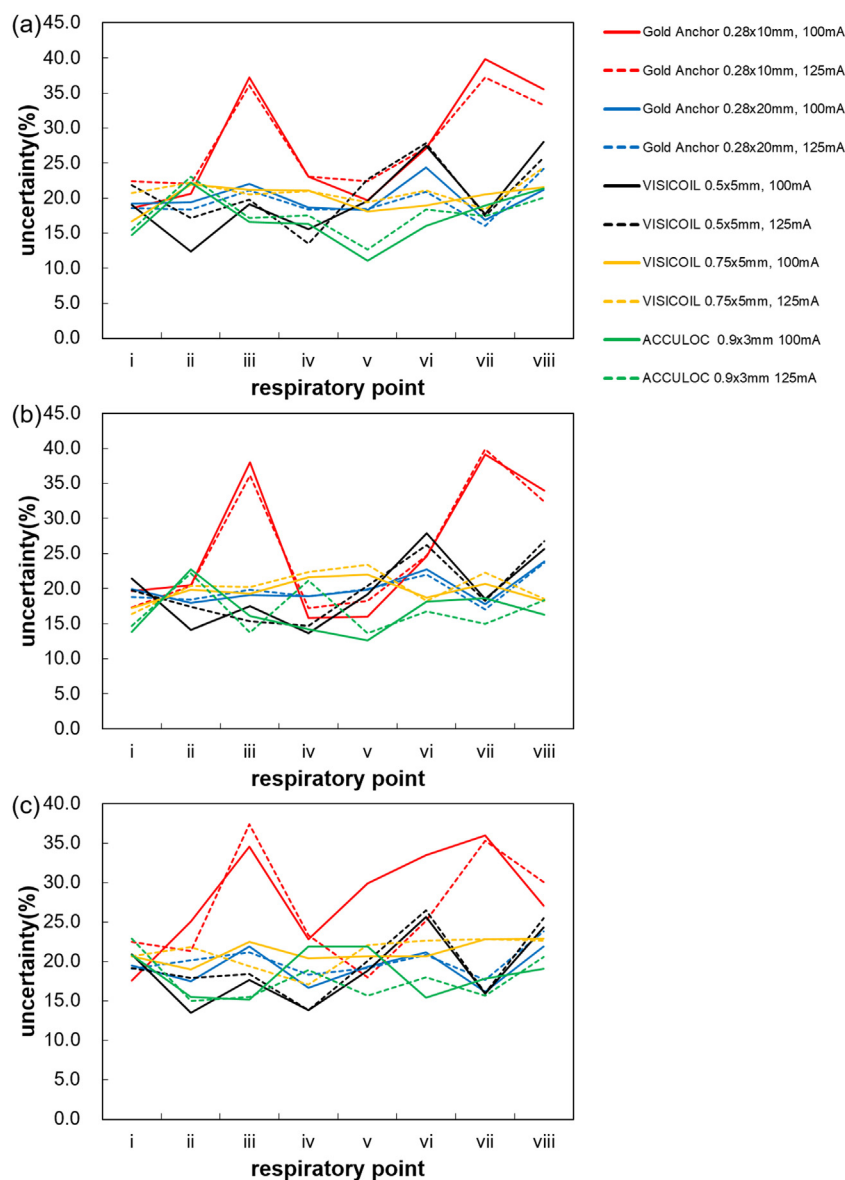 (a)
45.0
40.0
35.0
30.0
25.0
20.0
15.0
10.0
5.0
0.0
uncertainty(%)
i ii iii iv v vi vii viii
respiratory point
Gold Anchor 0.28x10mm, 100mA
Gold Anchor 0.28x10mm, 125mA
Gold Anchor 0.28x20mm, 100mA
Gold Anchor 0.28x20mm, 125mA
VISICOIL 0.5x5mm, 100mA
VISICOIL 0.5x5mm, 125mA
VISICOIL 0.75x5mm, 100mA
VISICOIL 0.75x5mm, 125mA
ACCULOC 0.9x3mm 100mA
ACCULOC 0.9x3mm 125mA
(b)
45.0
40.0
35.0
30.0
25.0
20.0
15.0
10.0
5.0
0.0
uncertainty(%)
i ii iii iv v vi vii viii
respiratory point
(c)
40.0
35.0
30.0
25.0
20.0
15.0
10.0
5.0
0.0
uncertainty(%)
i ii iii iv v vi vii viii
respiratory point